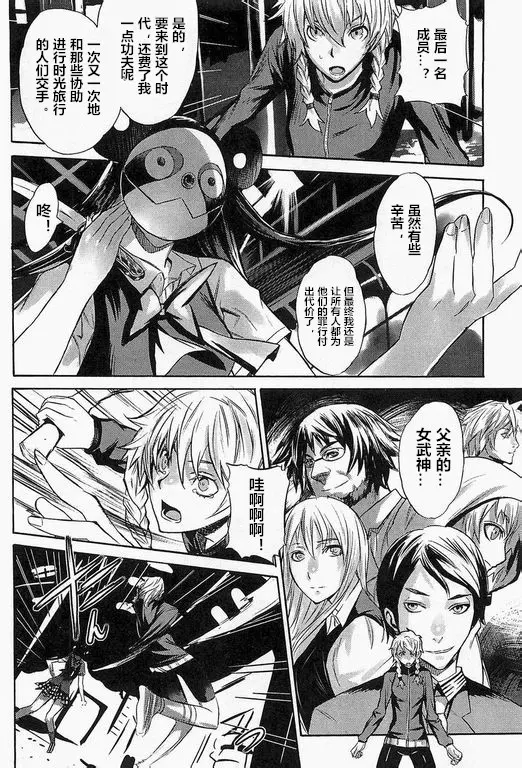 最后一名
成员…？
是的，
要来到这个时
代，还费了我
一点功夫呢
一次又一次地
和那些协助
进行时光旅行
的人们交手。
虽然有些
辛苦，
但最终我还是
让所有人都为
他们的罪行付
出代价了，
咚！
父亲的…
女武神…
哇啊啊啊！